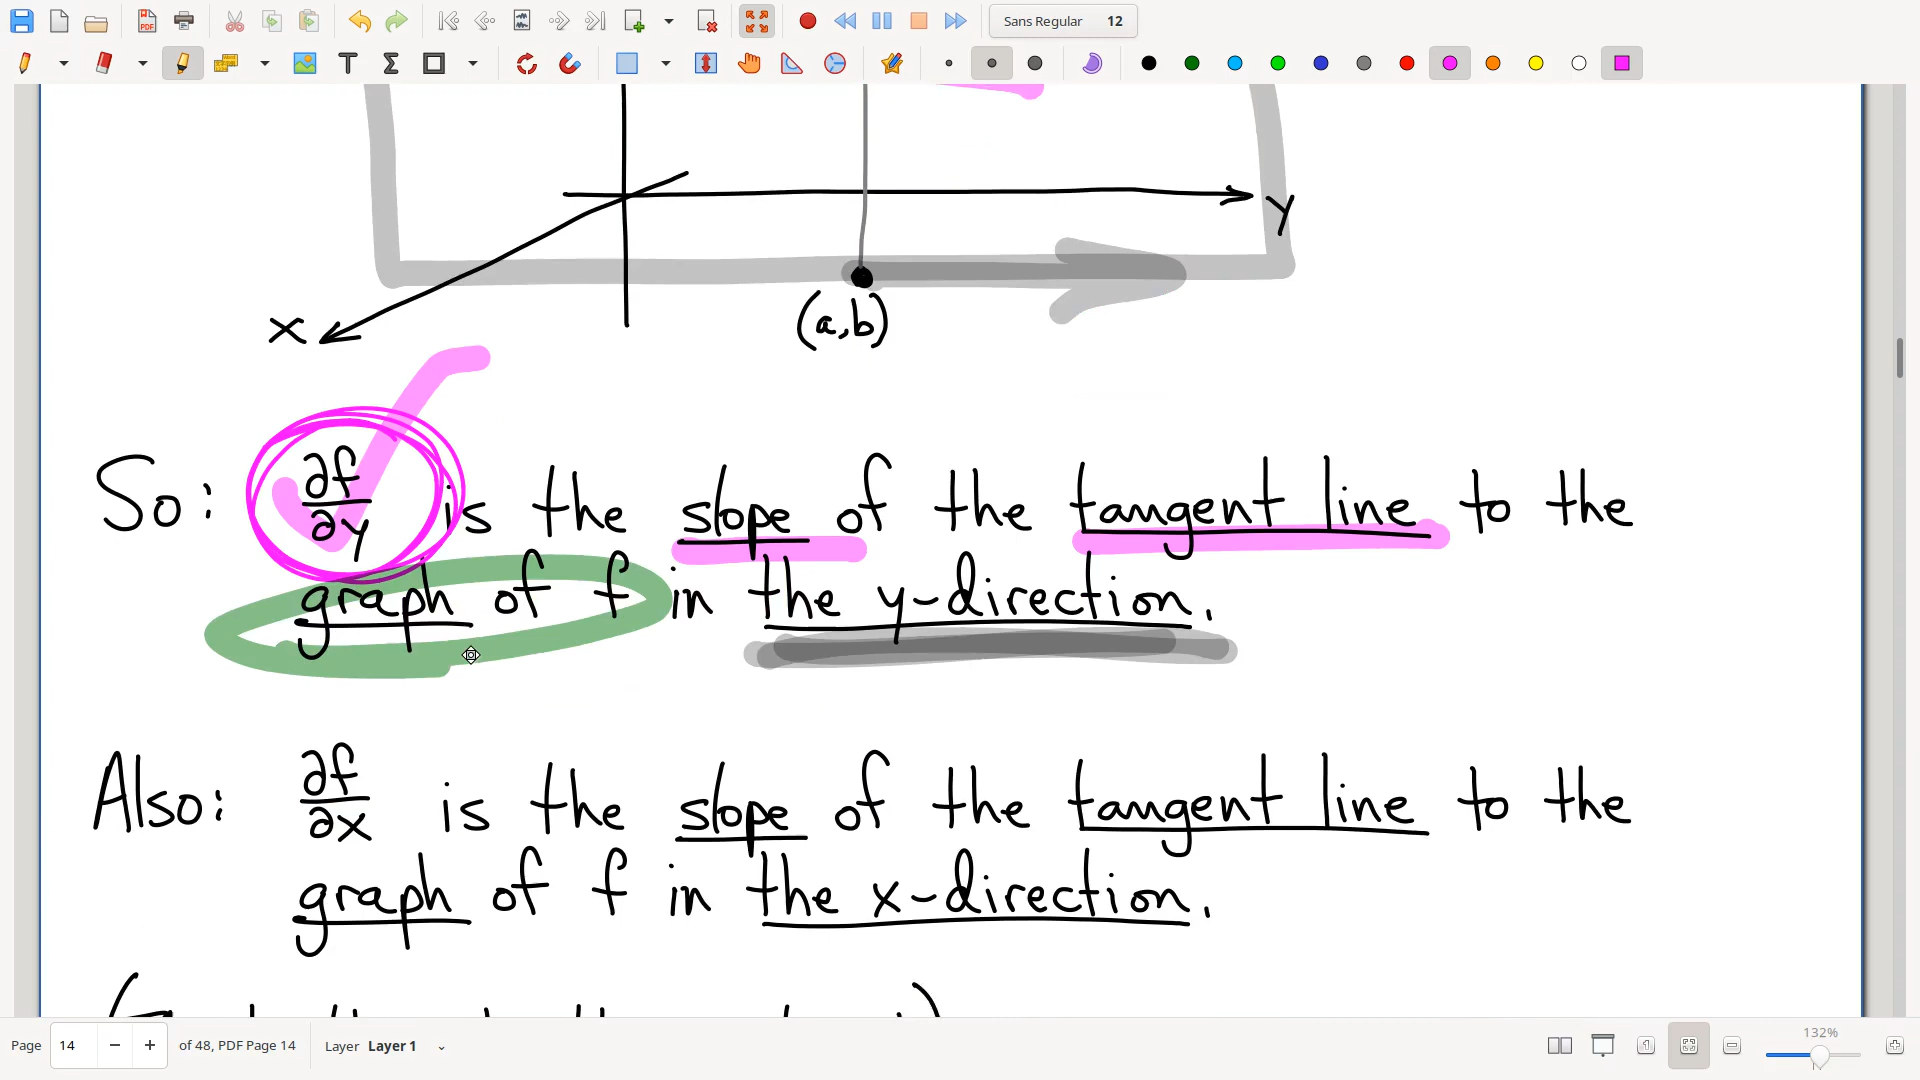 Sans Regular 12
y
x
(a,b)
So: ∂f/∂y is the slope of the tangent line to the
graph of f in the y-direction.
Also: ∂f/∂x is the slope of the tangent line to the
graph of f in the x-direction.
Page 14 of 48, PDF Page 14 Layer Layer 1 132%